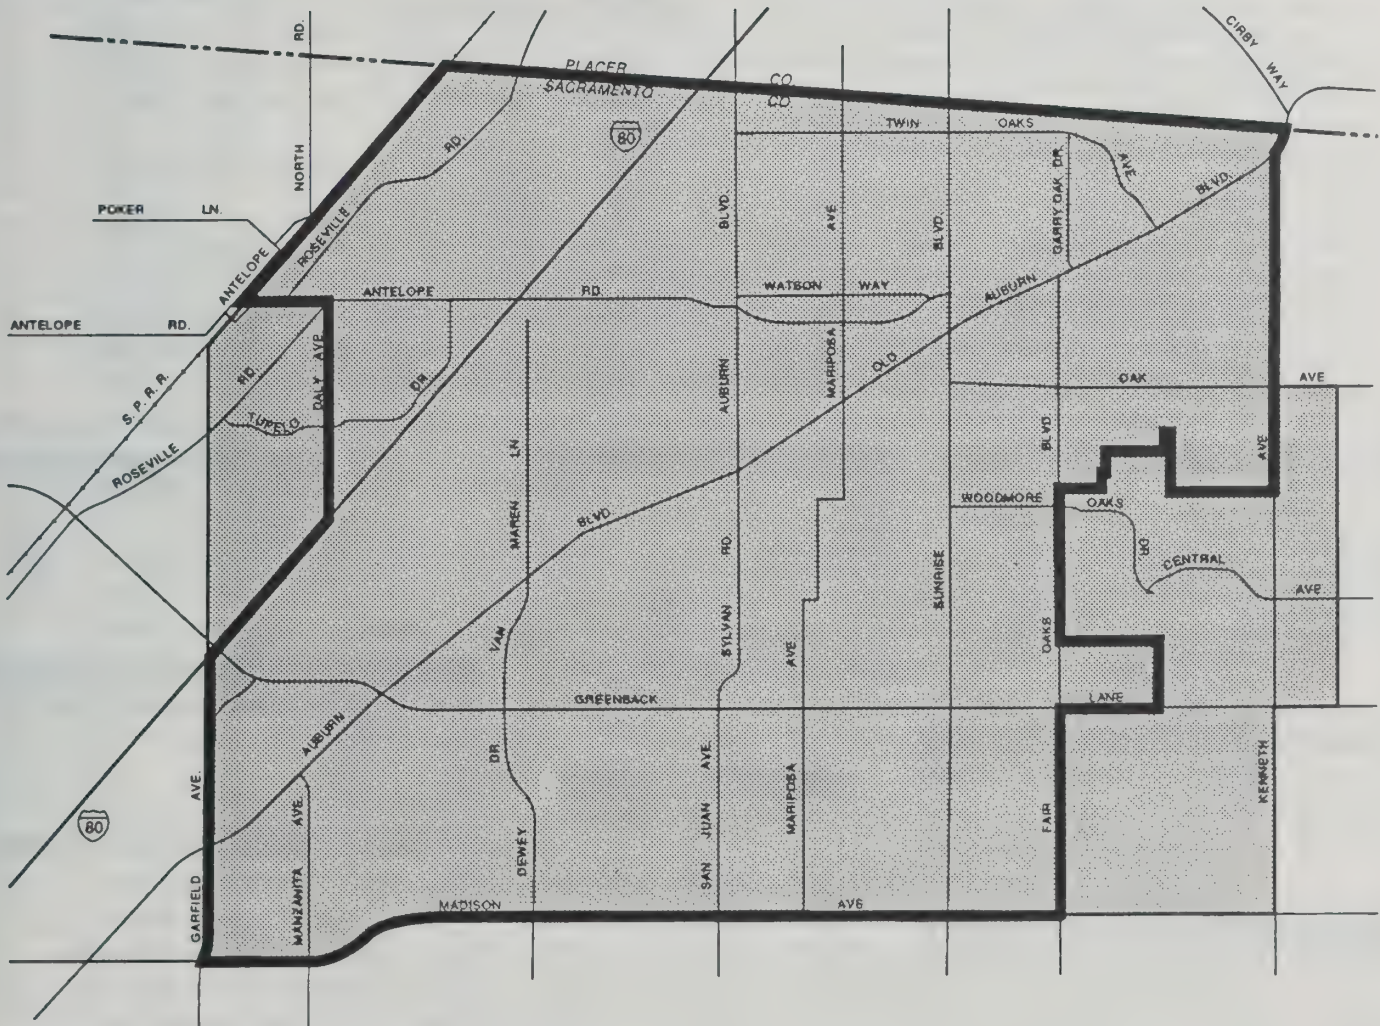 RD.
NORTH
CIRBY
WAY
PLACER CO.
SACRAMENTO CO.
80
TWIN OAKS
AVE.
GARRY OAK DR.
BLVD.
RD.
POKER LN.
ANTELOPE
ROSEVILLE
BLVD.
AVE
BLVD.
ANTELOPE RD.
WATSON WAY
AUBURN
ANTELOPE RD.
S. P. R. R.
ROSEVILLE
RD
DALY AVE.
TUPELO
DR
AUBURN
MARIPOSA
OLD
OAK AVE
BLVD
AVE
MAREN LN
BLVD.
WOODMORE OAKS
DR.
CENTRAL AVE
RD
SYLVAN
SUNRISE
OAKS
VAN
AVE
GREENBACK LANE
AUBURN
DR.
AVE.
AVE.
MARIPOSA
SAN JUAN AVE.
KENNETH
FAIR
80
GARFIELD
MANZANITA
DEWEY
MADISON AVE